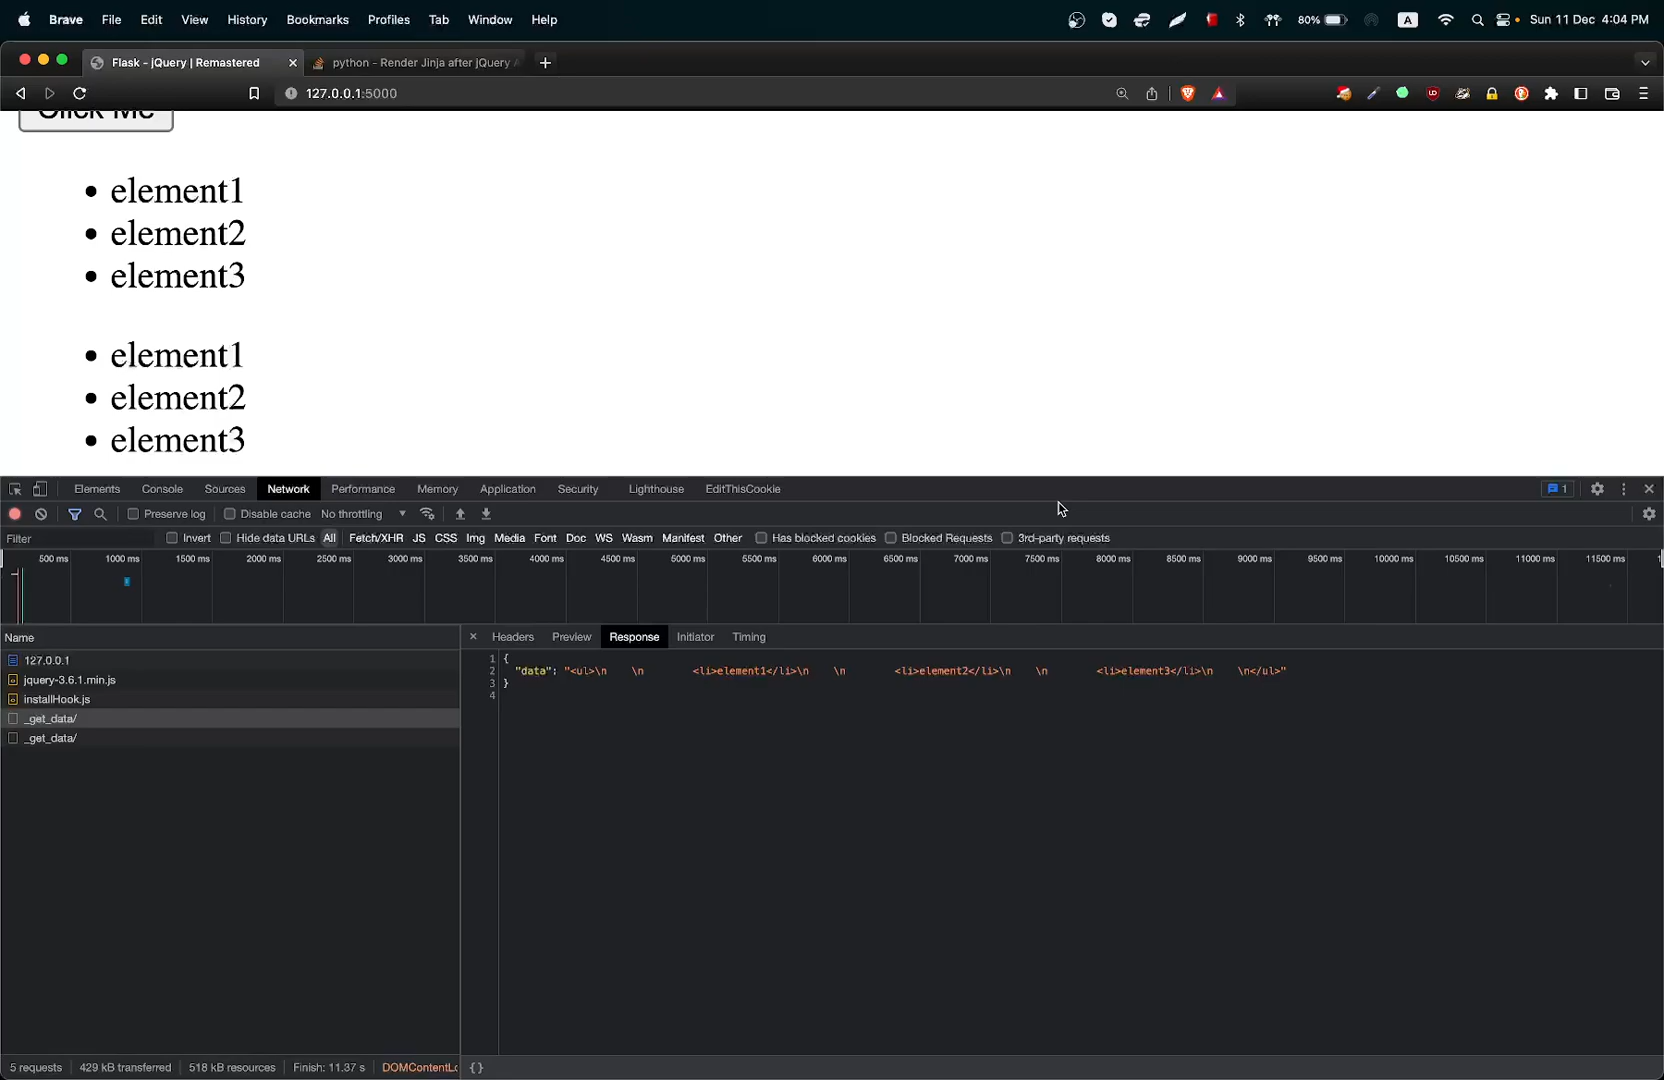 Brave File Edit View History Bookmarks Profiles Tab Window Help 80% A Sun 11 Dec 4:04 PM
Flask - jQuery | Remastered python - Render Jinja after jQuery
127.0.0.1:5000
Click Me
• element1
• element2
• element3
• element1
• element2
• element3
Elements Console Sources Network Performance Memory Application Security Lighthouse EditThisCookie 1
Preserve log Disable cache No throttling
Filter Invert Hide data URLs All Fetch/XHR JS CSS Img Media Font Doc WS Wasm Manifest Other Has blocked cookies Blocked Requests 3rd-party requests
500 ms 1000 ms 1500 ms 2000 ms 2500 ms 3000 ms 3500 ms 4000 ms 4500 ms 5000 ms 5500 ms 6000 ms 6500 ms 7000 ms 7500 ms 8000 ms 8500 ms 9000 ms 9500 ms 10000 ms 10500 ms 11000 ms 11500 ms
Name Headers Preview Response Initiator Timing
127.0.0.1
jquery-3.6.1.min.js
installHook.js
_get_data/
_get_data/
1 {
2 "data": "<ul>\n \n <li>element1</li>\n \n <li>element2</li>\n \n <li>element3</li>\n \n</ul>"
3 }
4
5 requests 429 kB transferred 518 kB resources Finish: 11.37 s DOMContentLo {}